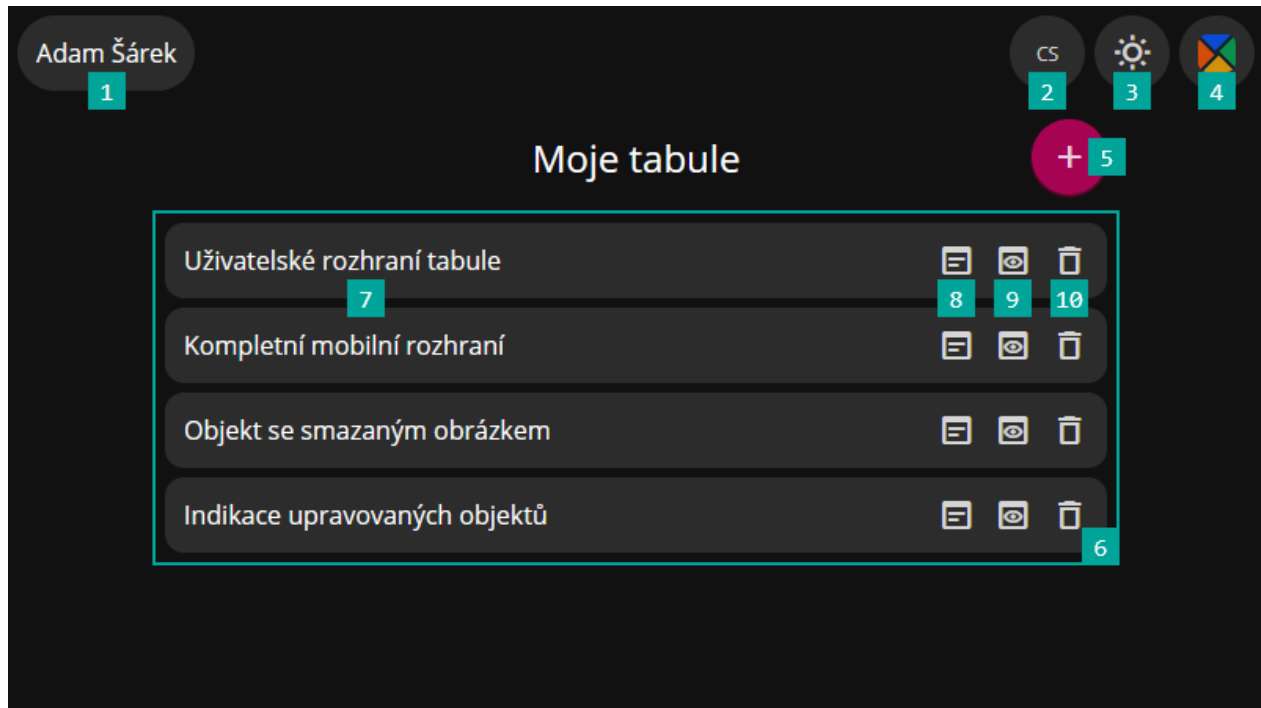 Adam Šárek
CS
1
2
3
4
Moje tabule
+ 5
Uživatelské rozhraní tabule
7
8
9
10
Kompletní mobilní rozhraní
Objekt se smazaným obrázkem
Indikace upravovaných objektů
6